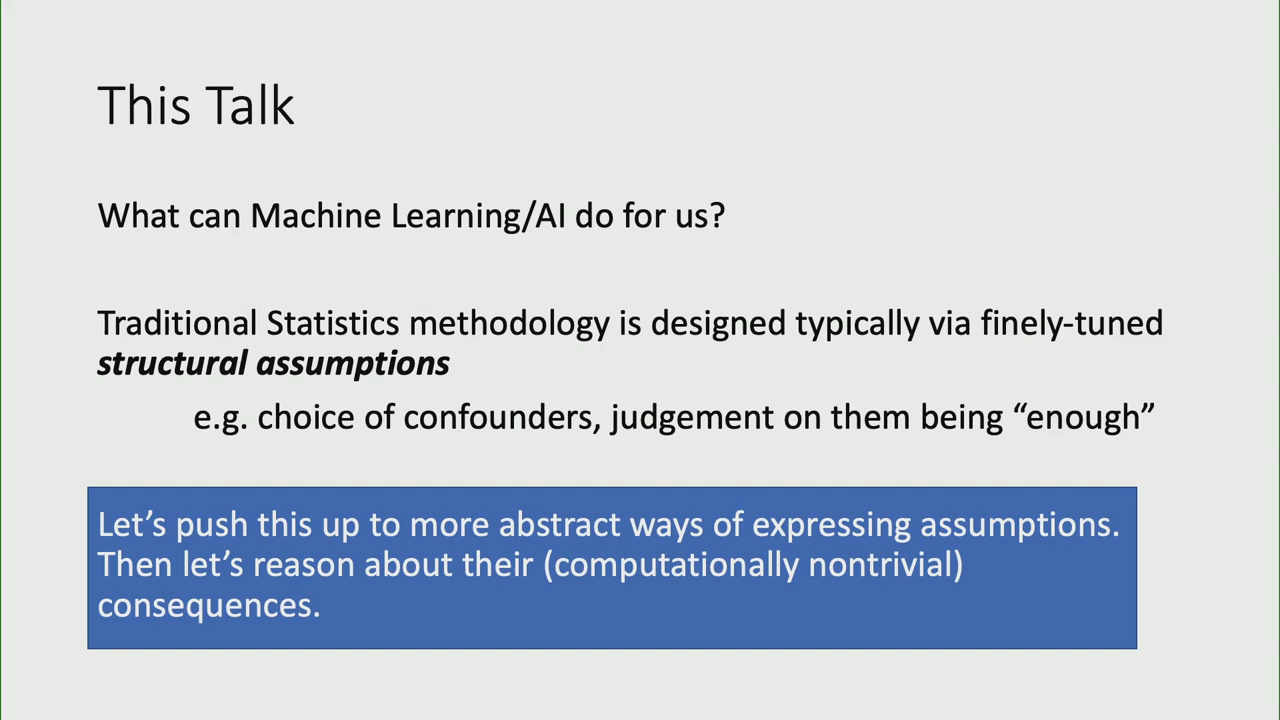 This Talk
What can Machine Learning/AI do for us?
Traditional Statistics methodology is designed typically via finely-tuned
structural assumptions
e.g. choice of confounders, judgement on them being “enough”
Let’s push this up to more abstract ways of expressing assumptions.
Then let’s reason about their (computationally nontrivial)
consequences.